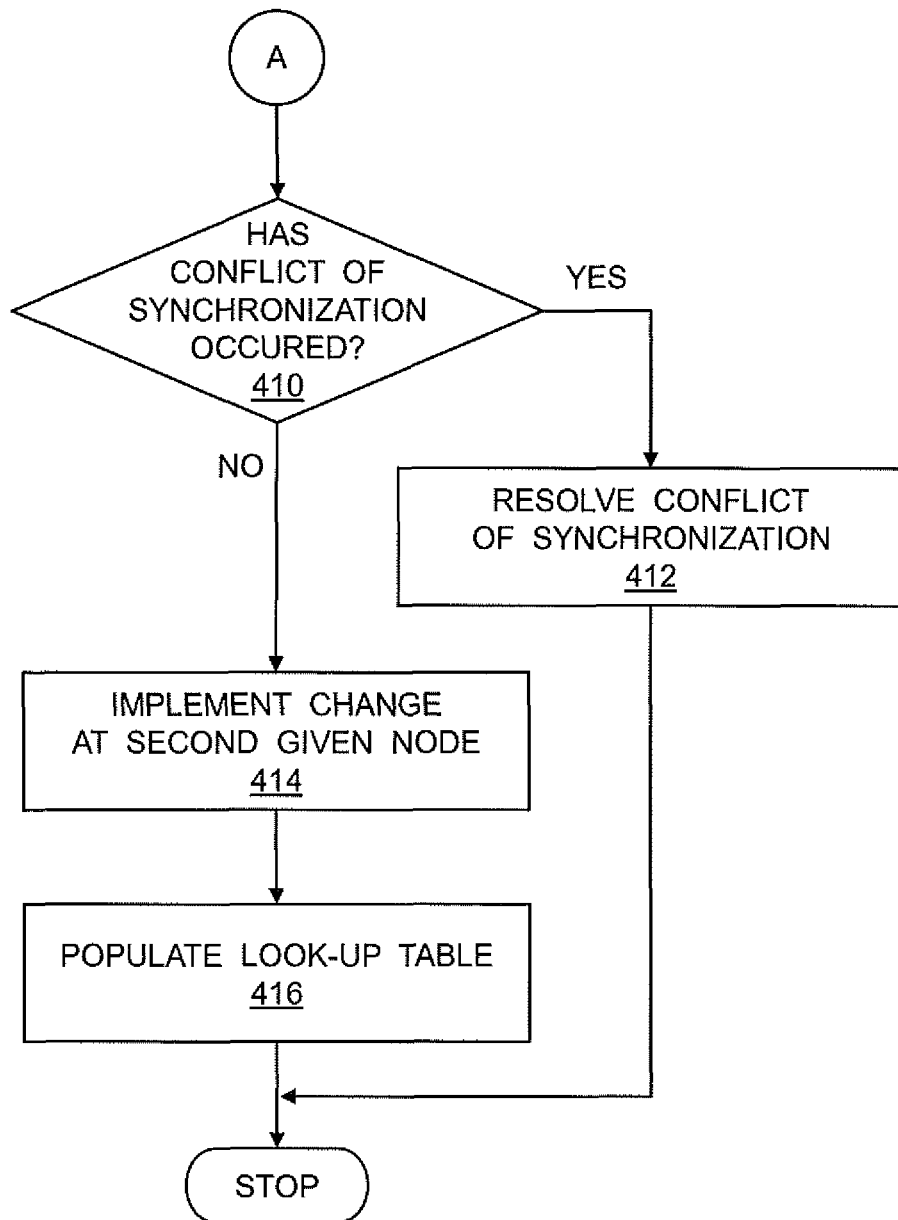 A
HAS
CONFLICT OF
SYNCHRONIZATION
OCCURED?
410
YES
NO
RESOLVE CONFLICT
OF SYNCHRONIZATION
412
IMPLEMENT CHANGE
AT SECOND GIVEN NODE
414
POPULATE LOOK-UP TABLE
416
STOP